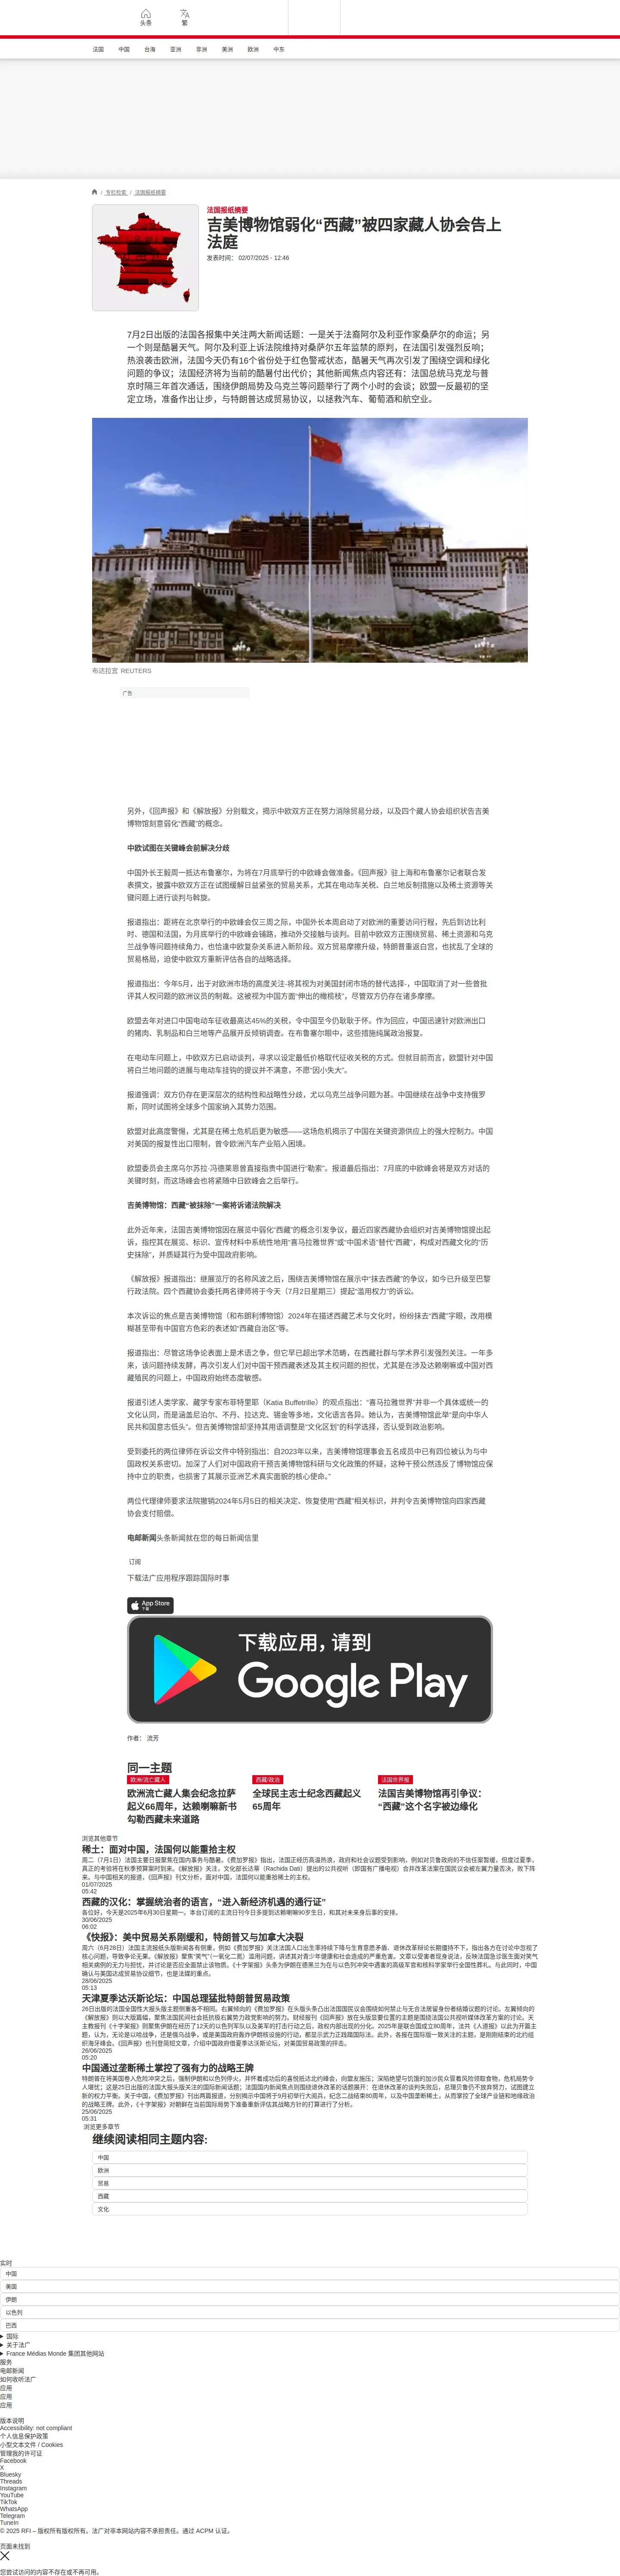 头条
繁
法国 中国 台海 亚洲 非洲 美洲 欧洲 中东
/ 专栏检索 / 法国报纸摘要
法国报纸摘要
吉美博物馆弱化“西藏”被四家藏人协会告上
法庭
发表时间： 02/07/2025 - 12:46
7月2日出版的法国各报集中关注两大新闻话题：一是关于法裔阿尔及利亚作家桑萨尔的命运；另
一个则是酷暑天气。阿尔及利亚上诉法院维持对桑萨尔五年监禁的原判，在法国引发强烈反响；
热浪袭击欧洲，法国今天仍有16个省份处于红色警戒状态，酷暑天气再次引发了围绕空调和绿化
问题的争议；法国经济将为当前的酷暑付出代价；其他新闻焦点内容还有：法国总统马克龙与普
京时隔三年首次通话，围绕伊朗局势及乌克兰等问题举行了两个小时的会谈；欧盟一反最初的坚
定立场，准备作出让步，与特朗普达成贸易协议，以拯救汽车、葡萄酒和航空业。
布达拉宫 REUTERS
广告
另外，《回声报》和《解放报》分别载文，揭示中欧双方正在努力消除贸易分歧，以及四个藏人协会组织状告吉美
博物馆刻意弱化“西藏”的概念。
中欧试图在关键峰会前解决分歧
中国外长王毅周一抵达布鲁塞尔，为将在7月底举行的中欧峰会做准备。《回声报》驻上海和布鲁塞尔记者联合发
表撰文，披露中欧双方正在试图缓解日益紧张的贸易关系，尤其在电动车关税、白兰地反制措施以及稀土资源等关
键问题上进行谈判与斡旋。
报道指出：距将在北京举行的中欧峰会仅三周之际，中国外长本周启动了对欧洲的重要访问行程，先后到访比利
时、德国和法国，为月底举行的中欧峰会铺路，推动外交接触与谈判。目前中欧双方正围绕贸易、稀土资源和乌克
兰战争等问题持续角力，也恰逢中欧复杂关系进入新阶段。双方贸易摩擦升级，特朗普重返白宫，也扰乱了全球的
贸易格局，迫使中欧双方重新评估各自的战略选择。
报道指出：今年5月，出于对欧洲市场的高度关注-将其视为对美国封闭市场的替代选择-，中国取消了对一些曾批
评其人权问题的欧洲议员的制裁。这被视为中国方面“伸出的橄榄枝”，尽管双方仍存在诸多摩擦。
欧盟去年对进口中国电动车征收最高达45%的关税，令中国至今仍耿耿于怀。作为回应，中国迅速针对欧洲出口
的猪肉、乳制品和白兰地等产品展开反倾销调查。在布鲁塞尔眼中，这些措施纯属政治报复。
在电动车问题上，中欧双方已启动谈判，寻求以设定最低价格取代征收关税的方式。但就目前而言，欧盟针对中国
将白兰地问题的进展与电动车挂钩的提议并不满意，不愿“因小失大”。
报道强调：双方仍存在更深层次的结构性和战略性分歧，尤以乌克兰战争问题为甚。中国继续在战争中支持俄罗
斯，同时试图将全球多个国家纳入其势力范围。
欧盟对此高度警惕，尤其是在稀土危机后更为敏感——这场危机揭示了中国在关键资源供应上的强大控制力。中国
对美国的报复性出口限制，曾令欧洲汽车产业陷入困境。
欧盟委员会主席乌尔苏拉·冯德莱恩曾直接指责中国进行“勒索”。报道最后指出：7月底的中欧峰会将是双方对话的
关键时刻，而这场峰会也将紧随中日欧峰会之后举行。
吉美博物馆：西藏“被抹除”一案将诉诸法院解决
此外近年来，法国吉美博物馆因在展览中弱化“西藏”的概念引发争议，最近四家西藏协会组织对吉美博物馆提出起
诉，指控其在展览、标识、宣传材料中系统性地用“喜马拉雅世界”或“中国术语”替代“西藏”，构成对西藏文化的“历
史抹除”，并质疑其行为受中国政府影响。
《解放报》报道指出：继展览厅的名称风波之后，围绕吉美博物馆在展示中“抹去西藏”的争议，如今已升级至巴黎
行政法院。四个西藏协会委托两名律师将于今天（7月2日星期三）提起“滥用权力”的诉讼。
本次诉讼的焦点是吉美博物馆（和布朗利博物馆）2024年在描述西藏艺术与文化时，纷纷抹去“西藏”字眼，改用模
糊甚至带有中国官方色彩的表述如“西藏自治区”等。
报道指出：尽管这场争论表面上是术语之争，但它早已超出学术范畴，在西藏社群与学术界引发强烈关注。一年多
来，该问题持续发酵，再次引发人们对中国干预西藏表述及其主权问题的担忧，尤其是在涉及达赖喇嘛或中国对西
藏殖民的问题上，中国政府始终态度敏感。
报道引述人类学家、藏学专家布菲特里耶（Katia Buffetrille）的观点指出：“喜马拉雅世界”并非一个具体或统一的
文化认同，而是涵盖尼泊尔、不丹、拉达克、锡金等多地，文化语言各异。她认为，吉美博物馆此举“是向中华人
民共和国意志低头”。但吉美博物馆却坚持其用语调整是“文化区划”的科学选择，否认受到政治影响。
受到委托的两位律师在诉讼文件中特别指出：自2023年以来，吉美博物馆理事会五名成员中已有四位被认为与中
国政权关系密切。加深了人们对中国政府干预吉美博物馆科研与文化政策的怀疑，这种干预公然违反了博物馆应保
持中立的职责，也损害了其展示亚洲艺术真实面貌的核心使命。”
两位代理律师要求法院撤销2024年5月5日的相关决定、恢复使用“西藏”相关标识，并判令吉美博物馆向四家西藏
协会支付赔偿。
电邮新闻头条新闻就在您的每日新闻信里
订阅
下载法广应用程序跟踪国际时事
App Store
下载
下载应用，请到
Google Play
作者： 流芳
同一主题
欧洲/流亡藏人
欧洲流亡藏人集会纪念拉萨
起义66周年，达赖喇嘛新书
勾勒西藏未来道路
西藏/政治
全球民主志士纪念西藏起义
65周年
法国世界报
法国吉美博物馆再引争议：
“西藏”这个名字被边缘化
浏览其他章节
稀土：面对中国，法国何以能重拾主权
周二（7月1日）法国主要日报聚焦在国内事务与酷暑。《费加罗报》指出，法国正经历高温热浪，政府和社会议题受到影响，例如对贝鲁政府的不信任案暂缓，但度过夏季，
真正的考验将在秋季预算案时到来。《解放报》关注，文化部长达蒂（Rachida Dati）提出的公共视听（即国有广播电视）合并改革法案在国民议会被左翼力量否决，败下阵
来。与中国相关的报道，《回声报》刊文分析，面对中国，法国何以能重拾稀土的主权。
01/07/2025
05:42
西藏的汉化：掌握统治者的语言，“进入新经济机遇的通行证”
各位好，今天是2025年6月30日星期一。本台订阅的主流日刊今日多提到达赖喇嘛90岁生日，和其对未来身后事的安排。
30/06/2025
06:02
《快报》：美中贸易关系刚缓和，特朗普又与加拿大决裂
周六（6月28日）法国主流报纸头版新闻各有侧重，例如《费加罗报》关注法国人口出生率持续下降与生育意愿矛盾，退休改革辩论长期僵持不下，指出各方在讨论中忽视了
核心问题，导致争论无果。《解放报》聚焦“笑气”（一氧化二氮）滥用问题，讲述其对青少年健康和社会造成的严重危害。文章以受害者现身说法，反映法国急诊医生面对笑气
相关病例的无力与担忧，并讨论是否应全面禁止该物质。《十字架报》头条为伊朗在德黑兰为在与以色列冲突中遇害的高级军官和核科学家举行全国性葬礼。与此同时，中国
确认与美国达成贸易协议细节，也是法媒的重点。
28/06/2025
05:13
天津夏季达沃斯论坛：中国总理猛批特朗普贸易政策
26日出版的法国全国性大报头版主题侧重各不相同。右翼倾向的《费加罗报》在头版头条凸出法国国民议会围绕如何禁止与无合法居留身份者结婚议题的讨论。左翼倾向的
《解放报》则以大版篇幅，聚焦法国民间社会抵抗极右翼势力政党影响的努力。财经报刊《回声报》放在头版总要位置的主题是围绕法国公共视听媒体改革方案的讨论。天
主教报刊《十字架报》则聚焦伊朗在经历了12天的以色列军队以及美军的打击行动之后，政权内部出现的分化。2025年是联合国成立80周年，法共《人道报》以此为开篇主
题，认为，无论是以哈战争，还是俄乌战争，或是美国政府轰炸伊朗核设施的行动，都显示武力正践踏国际法。此外，各报在国际版一致关注的主题，是刚刚结束的北约组
织海牙峰会。《回声报》也刊登简短文章，介绍中国政府借夏季达沃斯论坛，对美国贸易政策的抨击。
26/06/2025
05:20
中国通过垄断稀土掌控了强有力的战略王牌
特朗普在将美国卷入危险冲突之后，强制伊朗和以色列停火，并怀着成功后的喜悦抵达北约峰会，向盟友施压；深陷绝望与饥饿的加沙民众冒着风险领取食物，危机局势令
人堪忧；这是25日出版的法国大报头版关注的国际新闻话题；法国国内新闻焦点则围绕退休改革的话题展开：在退休改革的谈判失败后，总理贝鲁仍不放弃努力，试图建立
新的权力平衡。关于中国，《费加罗报》刊出两篇报道，分别揭示中国将于9月初举行大阅兵，纪念二战结束80周年，以及中国垄断稀土，从而掌控了全球产业链和地缘政治
的战略王牌。此外，《十字架报》对朝鲜在当前国际局势下准备重新评估其战略方针的打算进行了分析。
25/06/2025
05:31
浏览更多章节
继续阅读相同主题内容:
中国
欧洲
贸易
西藏
文化
实时
中国
美国
伊朗
以色列
巴西
国际
关于法广
France Médias Monde 集团其他网站
服务
电邮新闻
如何收听法广
应用
应用
应用
版本说明
Accessibility: not compliant
个人信息保护政策
小型文本文件 / Cookies
管理我的许可证
Facebook
X
Bluesky
Threads
Instagram
YouTube
TikTok
WhatsApp
Telegram
TuneIn
© 2025 RFI – 版权所有版权所有。法广对非本网站内容不承担责任。通过 ACPM 认证。
页面未找到
您尝试访问的内容不存在或不再可用。